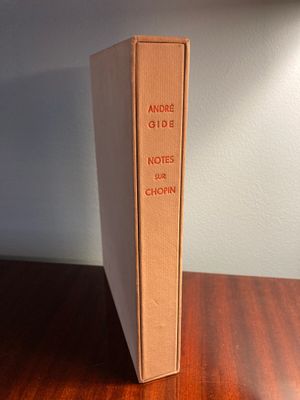 ANDRÉ
GIDE
NOTES
SUR
CHOPIN